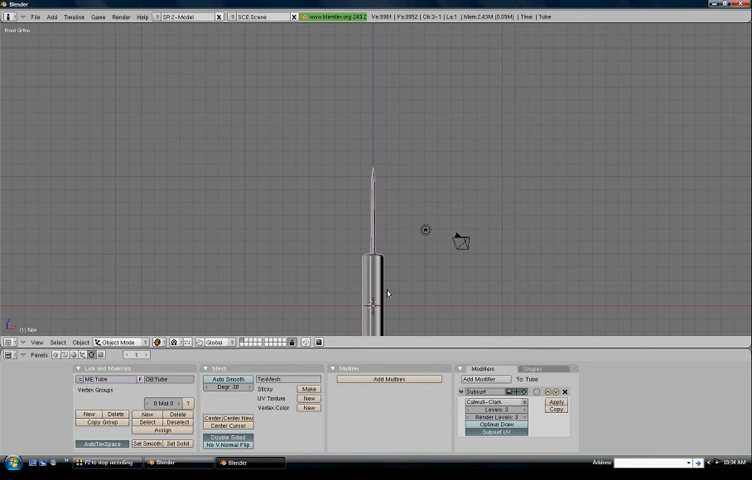 Blender
File Add Timeline Game Render Help SR:2-Model SCE:Scene www.blender.org 243.2 Ve:9961 | Fa:9952 | Ob:3-1 | La:1 | Mem:2.43M (0.09M) | Time: | Tube
Front Ortho
(1) Tube
View Select Object Object Mode Global
Panels 1
Link and Materials Mesh Multires Modifiers Shapes
ME:Tube F OB:Tube
Vertex Groups
0 Mat 0 ?
New Delete New Delete
Copy Group Select Deselect
Assign
AutoTexSpace Set Smooth Set Solid
Auto Smooth TexMesh:
Degr: 30 Sticky Make
UV Texture New
Vertex Color New
Center Center New
Center Cursor
Double Sided
No V.Normal Flip
Add Multires
Add Modifier To: Tube
Subsurf
Catmull-Clark Apply
Levels: 3 Copy
Render Levels: 3
Optimal Draw
Subsurf UV
F2 to stop recording Blender Blender Address 10:34 AM